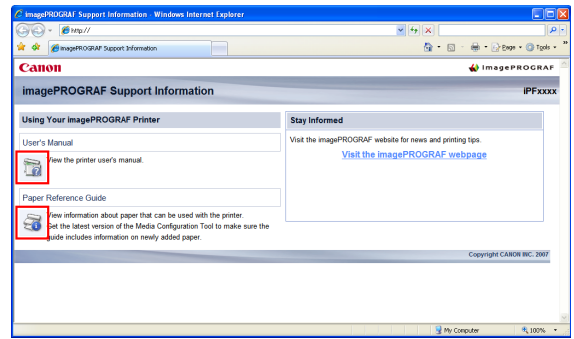 imagePROGRAF Support Information - Windows Internet Explorer
http://
imagePROGRAF Support Information
Page Tools
Canon
imagePROGRAF
imagePROGRAF Support Information
iPFxxxx
Using Your imagePROGRAF Printer
User's Manual
View the printer user's manual.
Paper Reference Guide
View information about paper that can be used with the printer.
Get the latest version of the Media Configuration Tool to make sure the
guide includes information on newly added paper.
Stay Informed
Visit the imagePROGRAF website for news and printing tips.
Visit the imagePROGRAF webpage
Copyright CANON INC. 2007
My Computer
100%